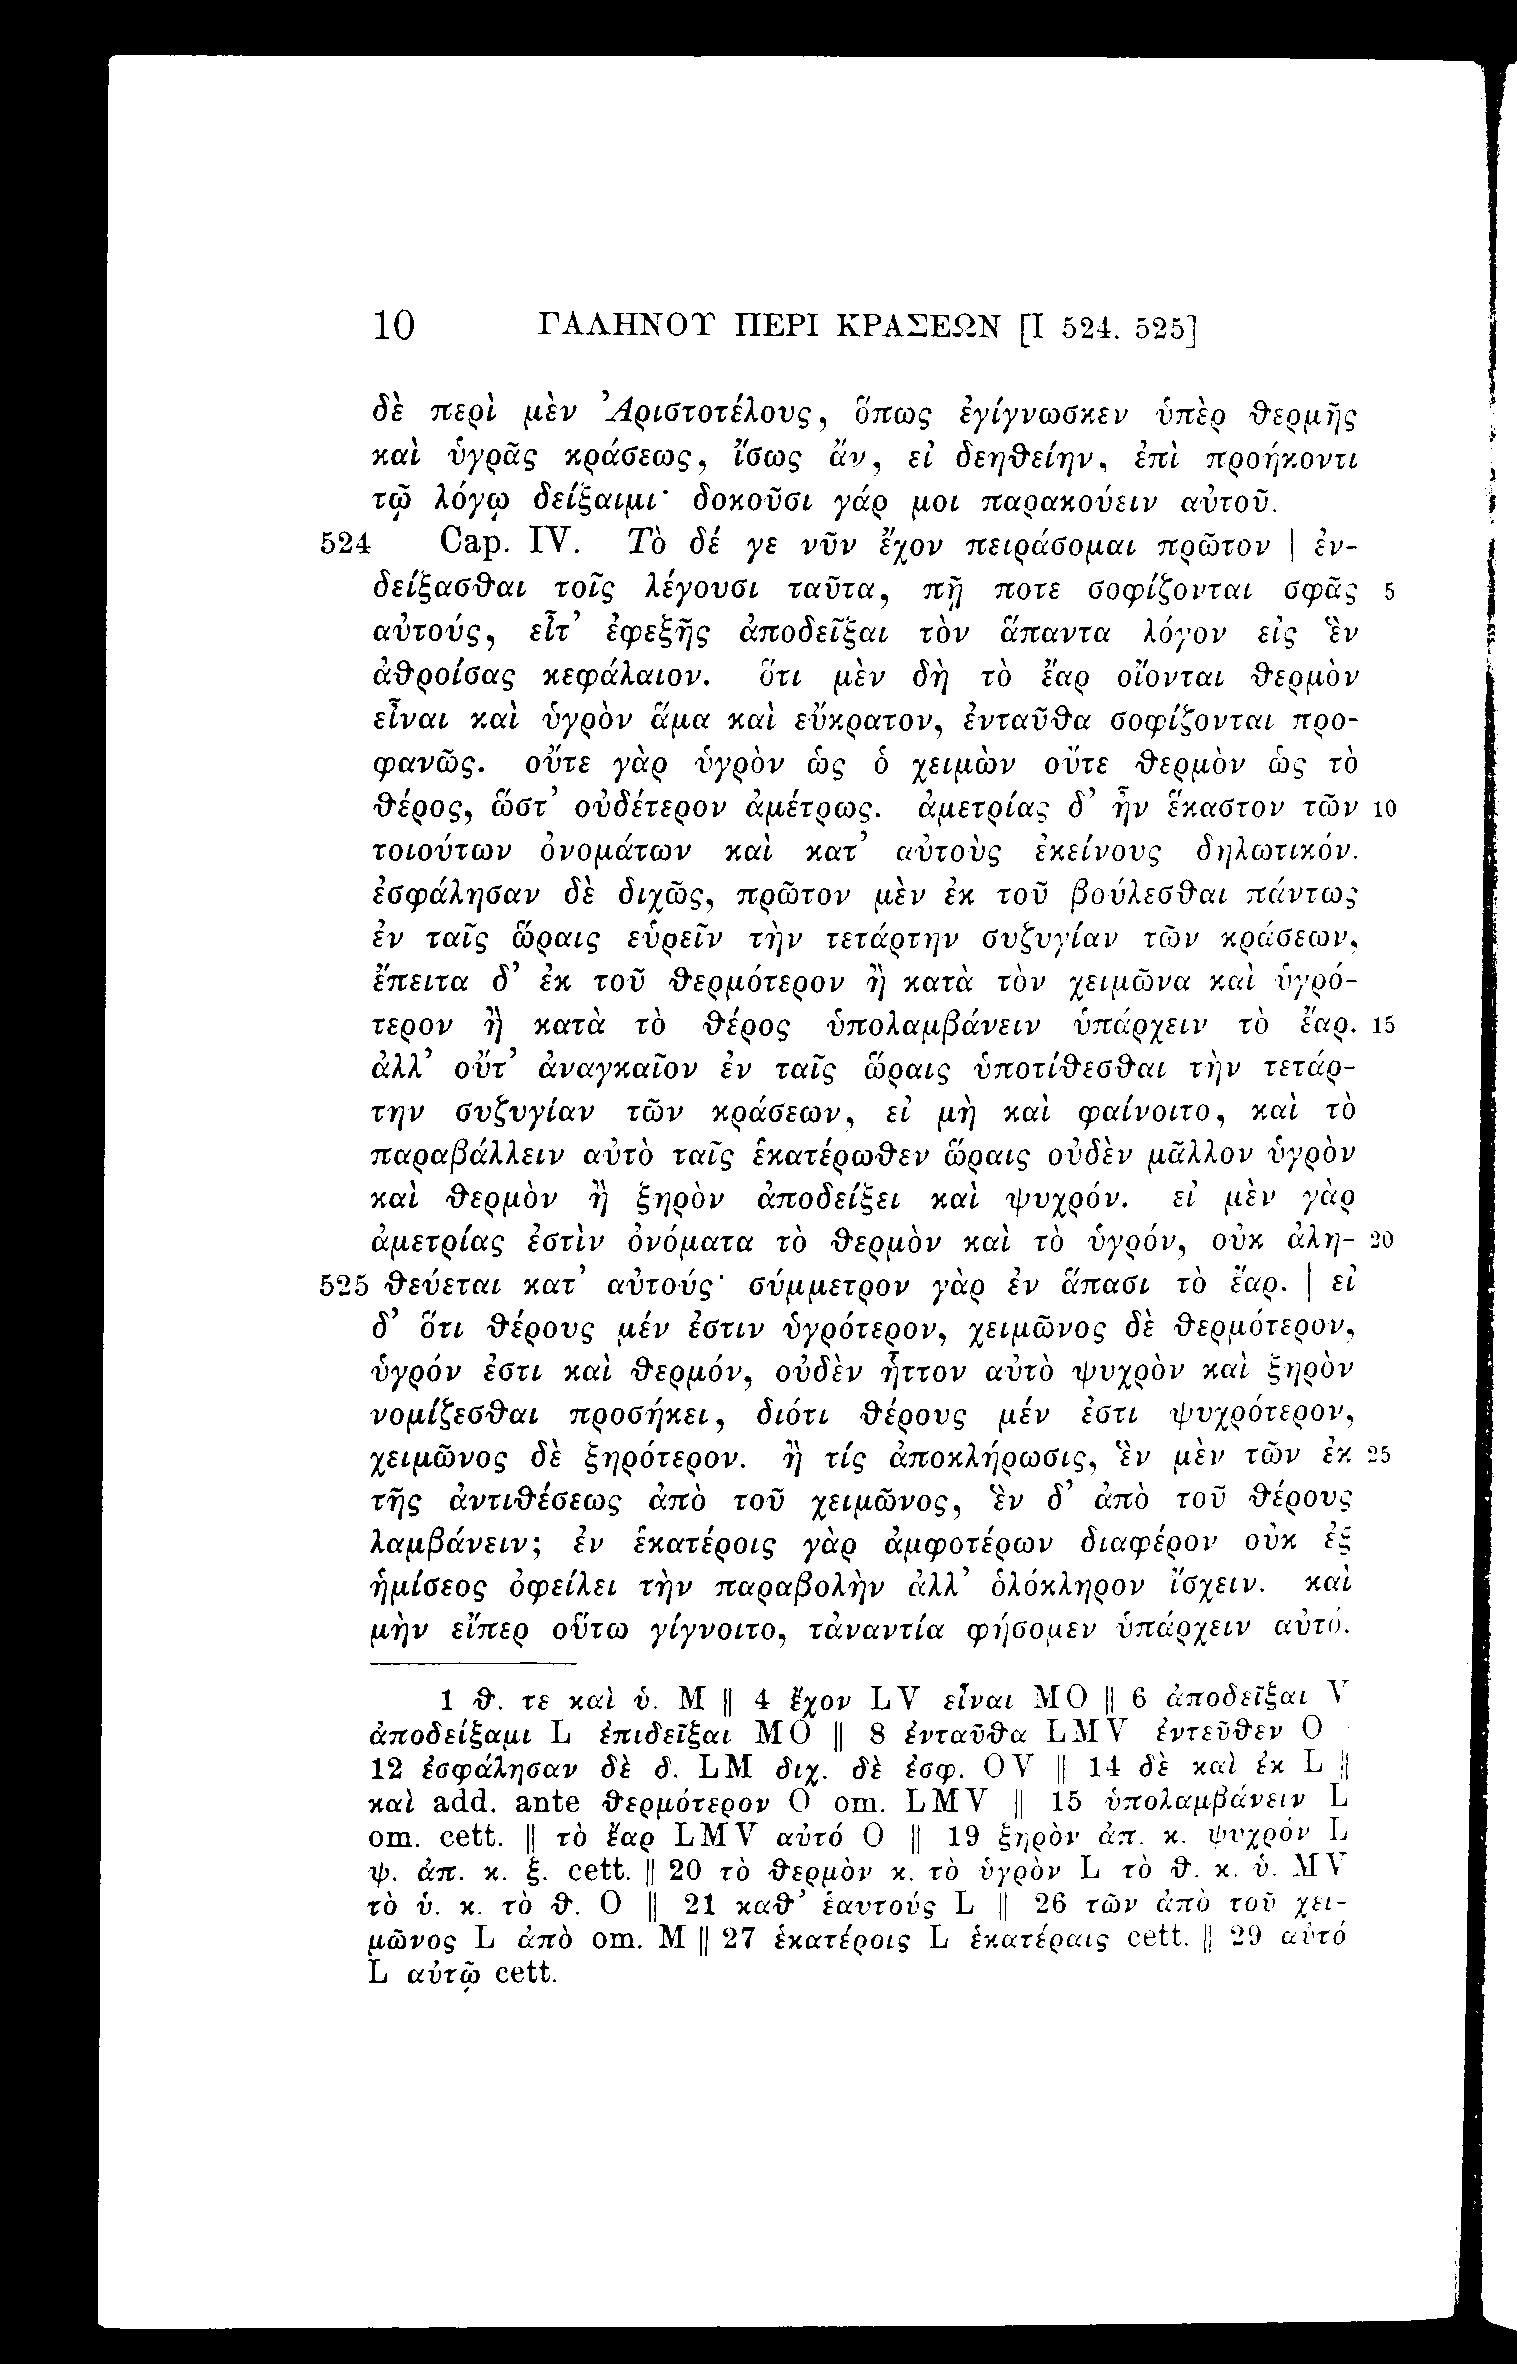 10 ΓΑΛΗΝΟΥ ΠΕΡΙ ΚΡΑΣΕΩΝ [I 524. 525]
δὲ περὶ μὲν Ἀριστοτέλους, ὅπως ἐγίγνωσκεν ὑπὲρ θερμῆς
καὶ ὑγρᾶς κράσεως, ἴσως ἄν, εἰ δεηθείην, ἐπὶ προήκοντι
τῷ λόγῳ δείξαιμι· δοκοῦσι γάρ μοι παρακούειν αὐτοῦ.
524 Cap. IV. Τὸ δέ γε νῦν ἔχον πειράσομαι πρῶτον | ἐν-
δείξασθαι τοῖς λέγουσι ταῦτα, πῇ ποτε σοφίζονται σφᾶς 5
αὐτούς, εἶτ’ ἐφεξῆς ἀποδεῖξαι τὸν ἅπαντα λόγον εἰς ἓν
ἀθροίσας κεφάλαιον. ὅτι μὲν δὴ τὸ ἔαρ οἴονται θερμὸν
εἶναι καὶ ὑγρὸν ἅμα καὶ εὔκρατον, ἐνταῦθα σοφίζονται προ-
φανῶς. οὔτε γὰρ ὑγρὸν ὡς ὁ χειμὼν οὔτε θερμὸν ὡς τὸ
θέρος, ὥστ’ οὐδέτερον ἀμέτρως. ἀμετρίας δ’ ἦν ἕκαστον τῶν 10
τοιούτων ὀνομάτων καὶ κατ’ αὐτοὺς ἐκείνους δηλωτικόν.
ἐσφάλησαν δὲ διχῶς, πρῶτον μὲν ἐκ τοῦ βούλεσθαι πάντως
ἐν ταῖς ὥραις εὑρεῖν τὴν τετάρτην συζυγίαν τῶν κράσεων,
ἔπειτα δ’ ἐκ τοῦ θερμότερον ἢ κατὰ τὸν χειμῶνα καὶ ὑγρό-
τερον ἢ κατὰ τὸ θέρος ὑπολαμβάνειν ὑπάρχειν τὸ ἔαρ. 15
ἀλλ’ οὔτ’ ἀναγκαῖον ἐν ταῖς ὥραις ὑποτίθεσθαι τὴν τετάρ-
την συζυγίαν τῶν κράσεων, εἰ μὴ καὶ φαίνοιτο, καὶ τὸ
παραβάλλειν αὐτὸ ταῖς ἑκατέρωθεν ὥραις οὐδὲν μᾶλλον ὑγρὸν
καὶ θερμὸν ἢ ξηρὸν ἀποδείξει καὶ ψυχρόν. εἰ μὲν γὰρ
ἀμετρίας ἐστὶν ὀνόματα τὸ θερμὸν καὶ τὸ ὑγρόν, οὐκ ἀλη- 20
525 θεύεται κατ’ αὐτούς· σύμμετρον γὰρ ἐν ἅπασι τὸ ἔαρ. | εἰ
δ’ ὅτι θέρους μέν ἐστιν ὑγρότερον, χειμῶνος δὲ θερμότερον,
ὑγρόν ἐστι καὶ θερμόν, οὐδὲν ἧττον αὐτὸ ψυχρὸν καὶ ξηρὸν
νομίζεσθαι προσήκει, διότι θέρους μέν ἐστι ψυχρότερον,
χειμῶνος δὲ ξηρότερον. ἢ τίς ἀποκλήρωσις, ἓν μὲν τῶν ἐκ 25
τῆς ἀντιθέσεως ἀπὸ τοῦ χειμῶνος, ἓν δ’ ἀπὸ τοῦ θέρους
λαμβάνειν; ἐν ἑκατέροις γὰρ ἀμφοτέρων διαφέρον οὐκ ἐξ
ἡμίσεος ὀφείλει τὴν παραβολὴν ἀλλ’ ὁλόκληρον ἴσχειν. καὶ
μὴν εἴπερ οὕτω γίγνοιτο, τἀναντία φήσομεν ὑπάρχειν αὐτό.
1 θ. τε καὶ ὑ. M || 4 ἔχον LV εἶναι MO || 6 ἀποδεῖξαι V
ἀποδείξαμι L ἐπιδεῖξαι MO || 8 ἐνταῦθα LMV ἐντεῦθεν O
12 ἐσφάλησαν δὲ δ. LM διχ. δὲ ἐσφ. OV || 14 δὲ καὶ ἐκ L ||
καὶ add. ante θερμότερον O om. LMV || 15 ὑπολαμβάνειν L
om. cett. || τὸ ἔαρ LMV αὐτό O || 19 ξηρὸν ἀπ. κ. ψυχρόν L
ψ. ἀπ. κ. ξ. cett. || 20 τὸ θερμὸν κ. τὸ ὑγρὸν L τὸ θ. κ. ὑ. MV
τὸ ὑ. κ. τὸ θ. O || 21 καθ’ ἑαυτούς L || 26 τῶν ἀπὸ τοῦ χει-
μῶνος L ἀπὸ om. M || 27 ἑκατέροις L ἑκατέραις cett. || 29 αὐτό
L αὐτῷ cett.